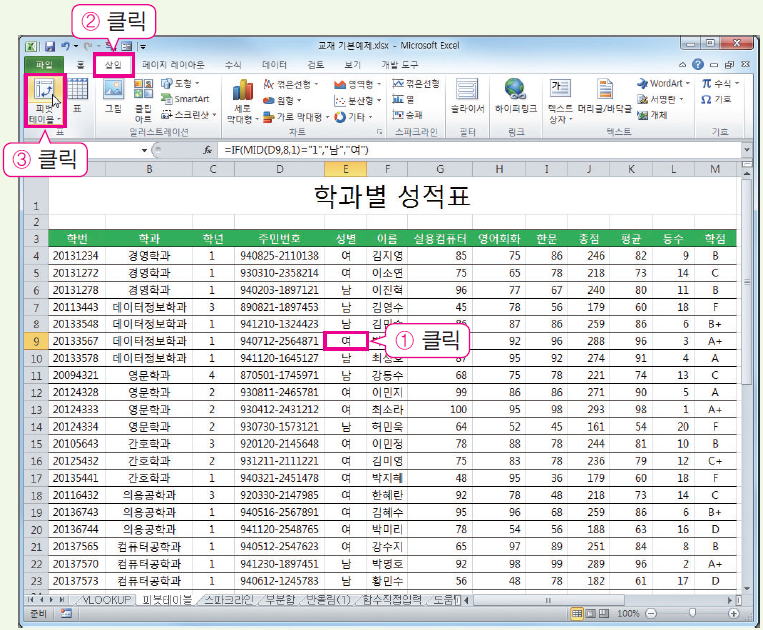 ② 클릭
교재 기본예제.xlsx - Microsoft Excel
파일 홈 삽입 페이지 레이아웃 수식 데이터 검토 보기 개발 도구
꺾은선형 영역형 꺾은선형 WordArt 수식
도형 원형 분산형 열 서명란 기호
SmartArt
피벗 테이블 표 그림 클립 아트 스크린샷 세로 막대형 가로 막대형 기타 승패 슬라이서 하이퍼링크 텍스트 상자 머리글/바닥글 개체
표 일러스트레이션 차트 스파크라인 필터 링크 텍스트 기호
③ 클릭
fx =IF(MID(D9,8,1)="1","남","여")
B C D E F G H I J K L M
1 학과별 성적표
2
3 학번 학과 학년 주민번호 성별 이름 실용컴퓨터 영어회화 한문 총점 평균 등수 학점
4 20131234 경영학과 1 940825-2110138 여 김지영 85 75 86 246 82 9 B
5 20131272 경영학과 1 930310-2358214 여 이소연 75 65 78 218 73 14 C
6 20131278 경영학과 1 940203-1897121 남 이진혁 96 77 67 240 80 11 B
7 20113443 데이터정보학과 3 890821-1897453 남 김영수 45 78 56 179 60 18 F
8 20133548 데이터정보학과 1 941210-1324423 남 87 86 259 86 6 B+
9 20133567 데이터정보학과 1 940712-2564871 여 92 96 288 96 3 A+
① 클릭
10 20133578 데이터정보학과 1 941120-1645127 남 87 95 92 274 91 4 A
11 20094321 영문학과 4 870501-1745971 남 강동수 68 75 78 221 74 13 C
12 20124328 영문학과 2 930811-2465781 여 이민지 99 86 86 271 90 5 A
13 20124333 영문학과 2 930412-2431212 여 최소라 100 95 98 293 98 1 A+
14 20124334 영문학과 2 930730-1573121 남 허민욱 64 52 45 161 54 20 F
15 20105643 간호학과 3 920120-2145648 여 이민정 78 88 78 244 81 10 B
16 20125432 간호학과 2 931211-2111221 여 김미영 75 83 78 236 79 12 C+
17 20135441 간호학과 1 940321-2451478 여 박지혜 48 95 36 179 60 18 F
18 20116432 의용공학과 3 920330-2147985 여 한혜란 92 78 48 218 73 14 C
19 20136743 의용공학과 1 940516-2567891 여 김혜수 95 96 68 259 86 6 B+
20 20136744 의용공학과 1 941120-2548765 여 박미리 78 54 56 188 63 16 D
21 20137565 컴퓨터공학과 1 940512-2547623 여 강수지 65 97 89 251 84 8 B
22 20137570 컴퓨터공학과 1 941230-1897451 남 박명호 92 98 99 289 96 2 A+
23 20137573 컴퓨터공학과 1 940612-1245783 남 황민수 56 48 78 182 61 17 D
VLOOKUP 피봇테이블 스파크라인 부분합 반올림(1) 함수직접입력 도움
준비 100%